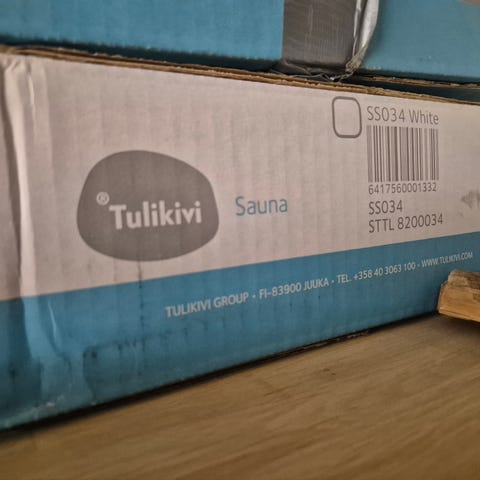 SS034 White
6417560001332
SS034
STTL 8200034
® Tulikivi
Sauna
TULIKIVI GROUP • FI-83900 JUUKA • TEL. +358 40 3063 100 • WWW.TULIKIVI.COM